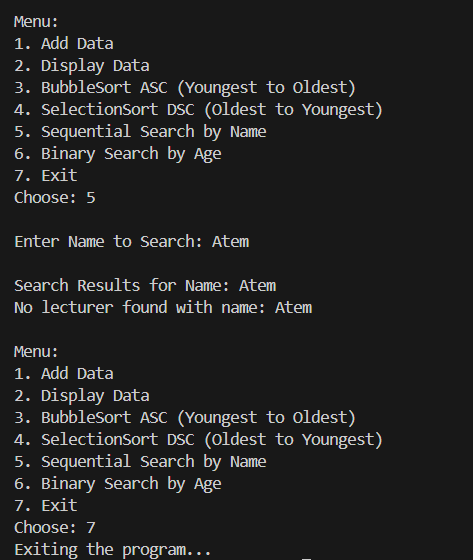 Menu:
1. Add Data
2. Display Data
3. BubbleSort ASC (Youngest to Oldest)
4. SelectionSort DSC (Oldest to Youngest)
5. Sequential Search by Name
6. Binary Search by Age
7. Exit
Choose: 5

Enter Name to Search: Atem

Search Results for Name: Atem
No lecturer found with name: Atem

Menu:
1. Add Data
2. Display Data
3. BubbleSort ASC (Youngest to Oldest)
4. SelectionSort DSC (Oldest to Youngest)
5. Sequential Search by Name
6. Binary Search by Age
7. Exit
Choose: 7
Exiting the program...